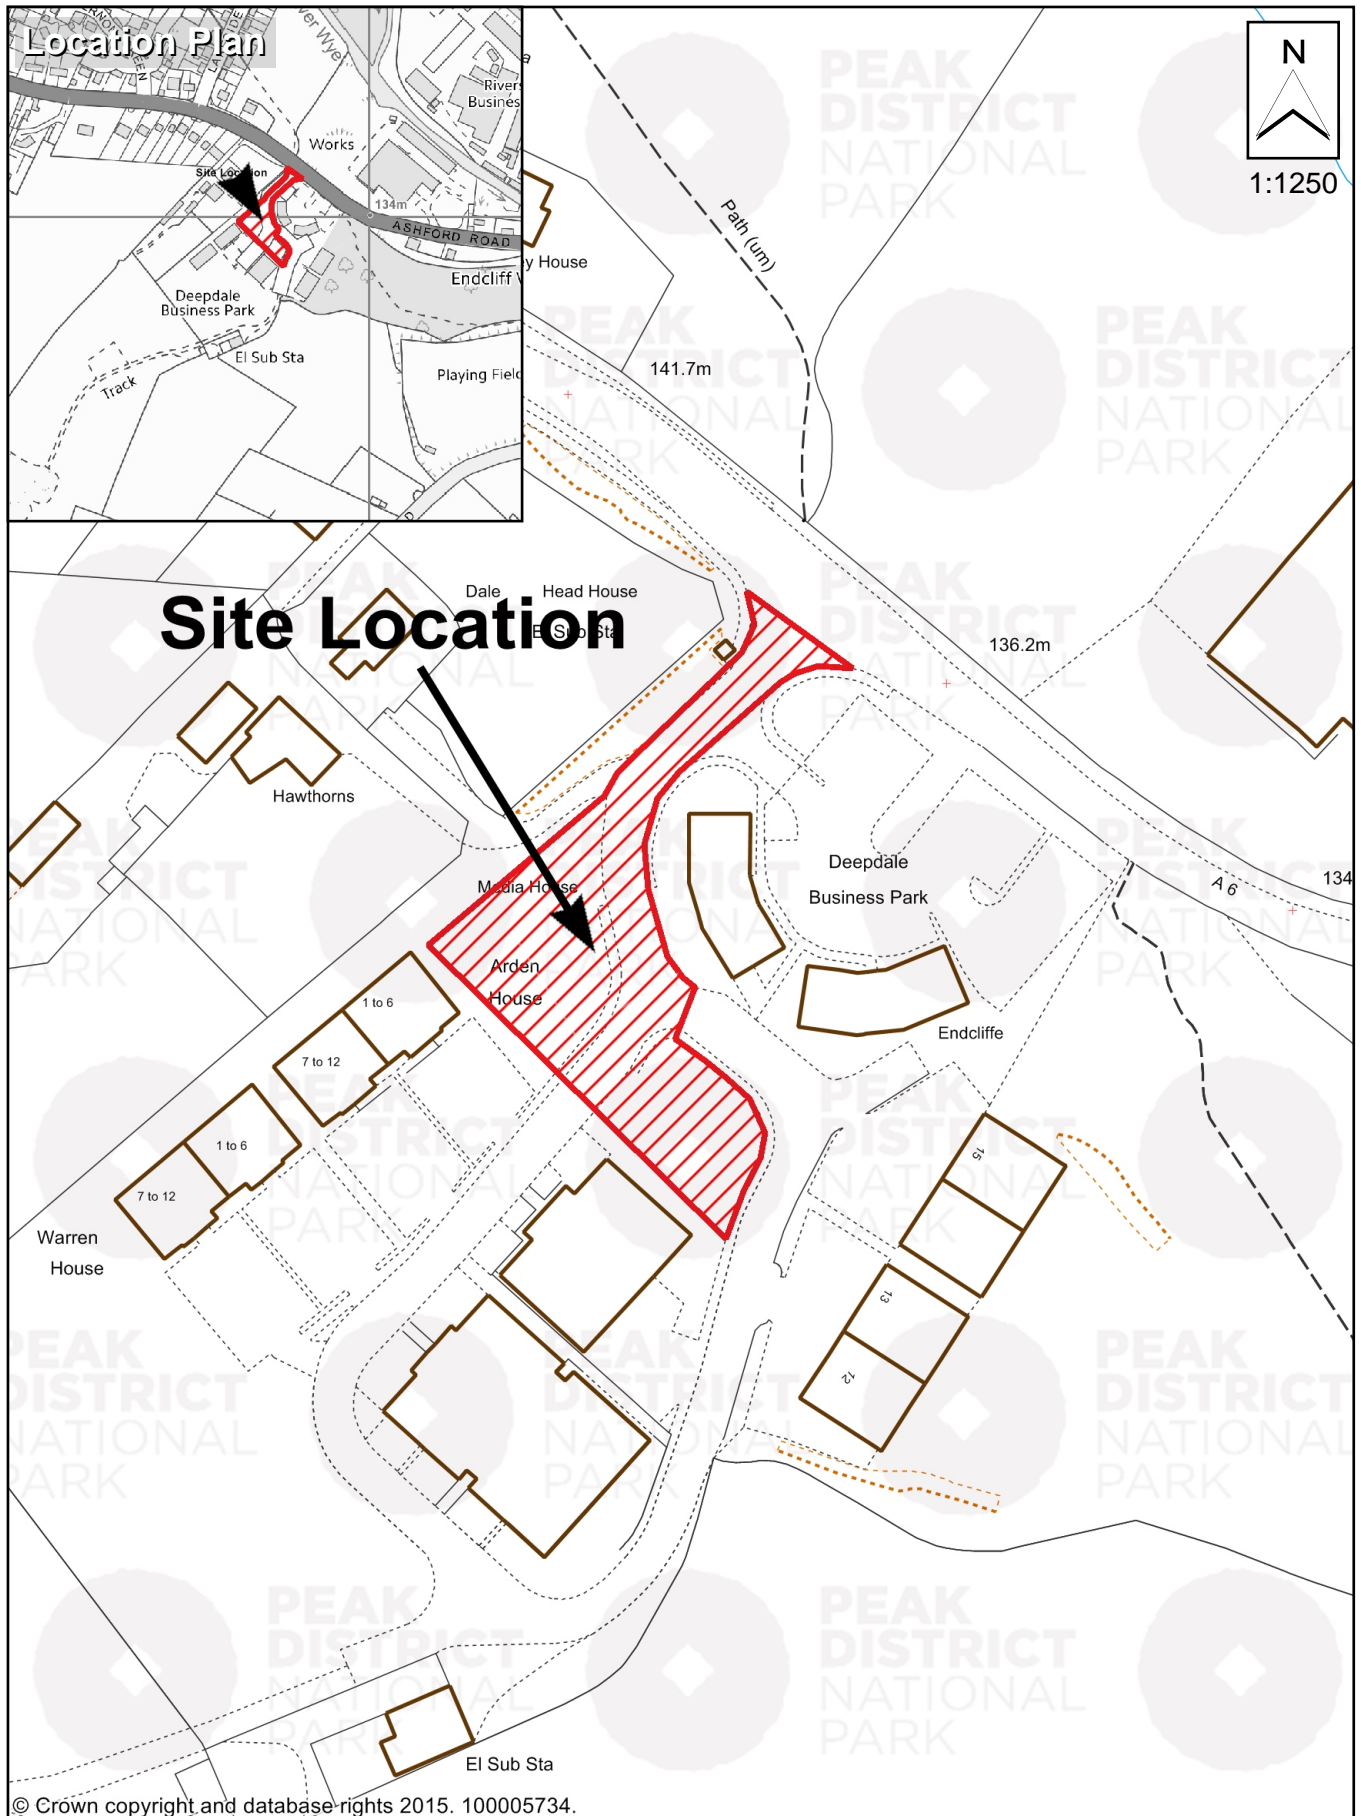 Location Plan
Works
Site Location
134m
ASHFORD ROAD
Endcliff
Deepdale
Business Park
El Sub Sta
Track
Playing Field
N
1:1250
Path (um)
141.7m
Dale Head House
El Sub Sta
Site Location
136.2m
Hawthorns
Media House
Deepdale
Business Park
A 6
134
Arden
House
1 to 6
7 to 12
Endcliffe
1 to 6
7 to 12
15
Warren
House
13
12
El Sub Sta
© Crown copyright and database rights 2015. 100005734.
PEAK
DISTRICT
NATIONAL
PARK